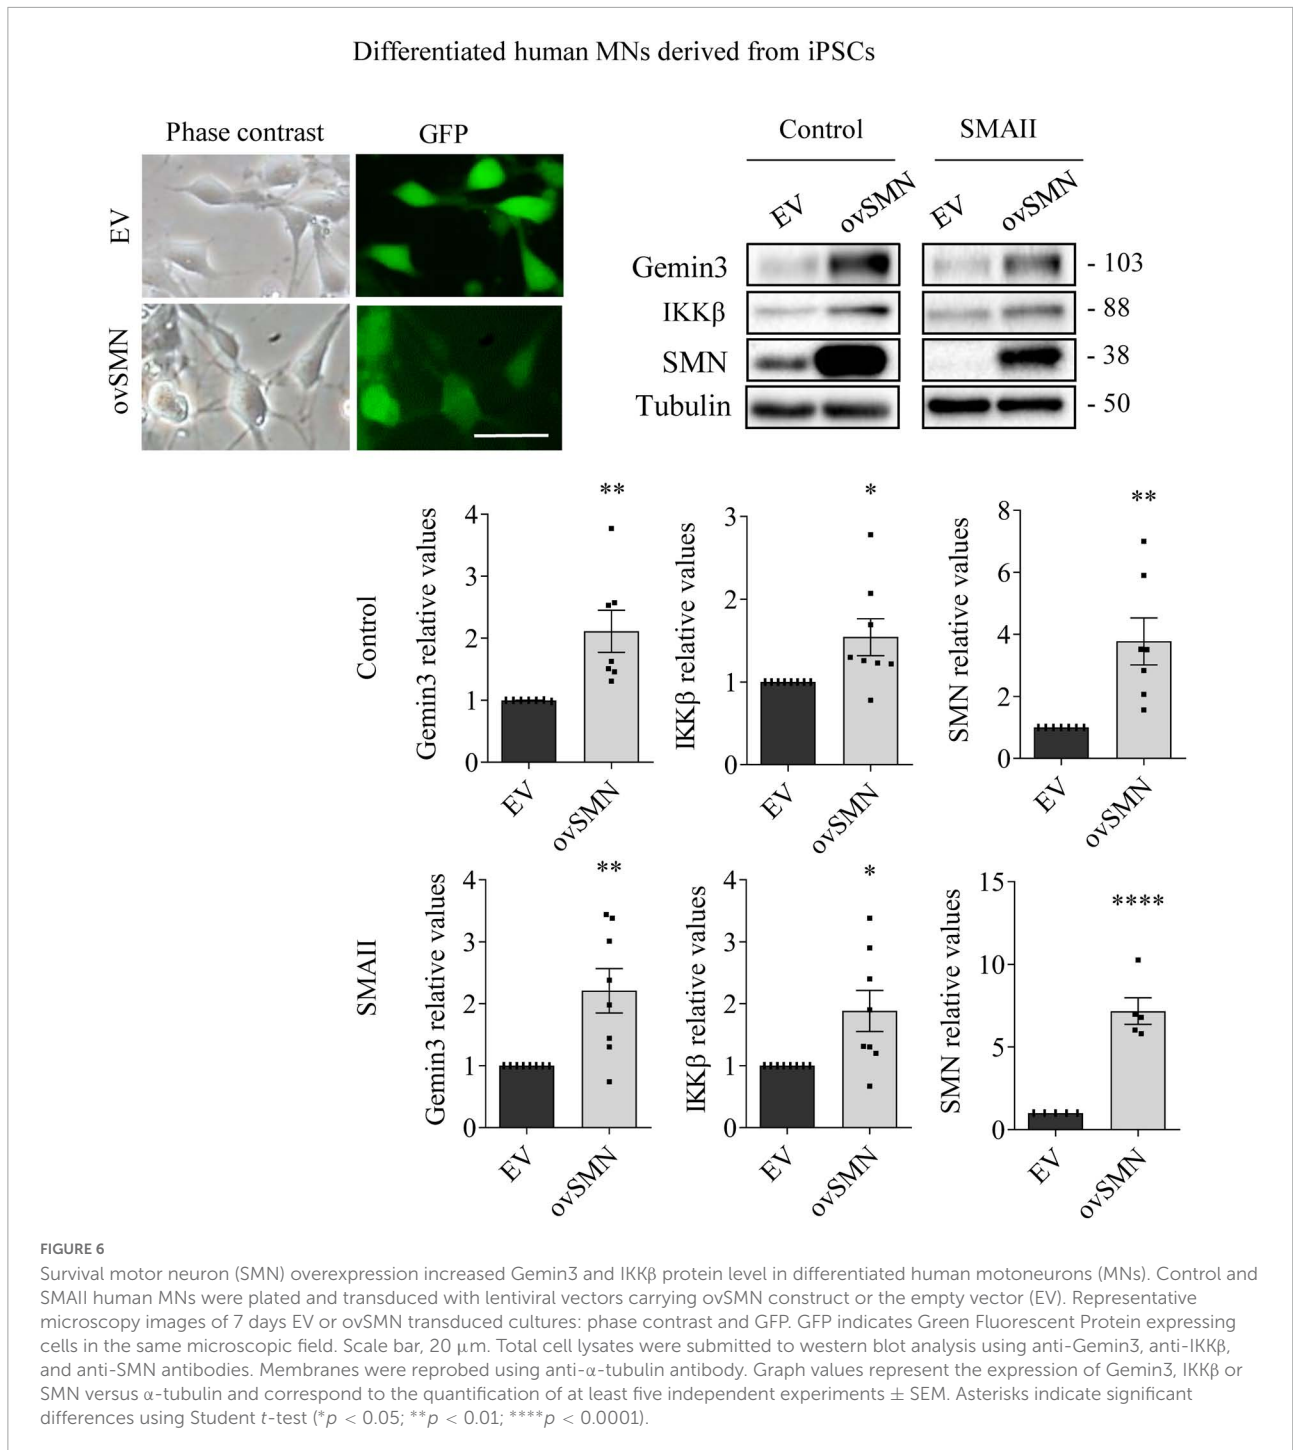 Differentiated human MNs derived from iPSCs
Phase contrast
GFP
EV
ovSMN
Control
SMAII
EV
ovSMN
EV
ovSMN
Gemin3
- 103
IKKβ
- 88
SMN
- 38
Tubulin
- 50
Control
Gemin3 relative values
4
3
2
1
0
**
EV
ovSMN
IKKβ relative values
3
2
1
0
*
EV
ovSMN
SMN relative values
8
6
4
2
0
**
EV
ovSMN
SMAII
Gemin3 relative values
4
3
2
1
0
**
EV
ovSMN
IKKβ relative values
4
3
2
1
0
*
EV
ovSMN
SMN relative values
15
10
5
0
****
EV
ovSMN
FIGURE 6
Survival motor neuron (SMN) overexpression increased Gemin3 and IKKβ protein level in differentiated human motoneurons (MNs). Control and
SMAII human MNs were plated and transduced with lentiviral vectors carrying ovSMN construct or the empty vector (EV). Representative
microscopy images of 7 days EV or ovSMN transduced cultures: phase contrast and GFP. GFP indicates Green Fluorescent Protein expressing
cells in the same microscopic field. Scale bar, 20 μm. Total cell lysates were submitted to western blot analysis using anti-Gemin3, anti-IKKβ,
and anti-SMN antibodies. Membranes were reprobed using anti-α-tubulin antibody. Graph values represent the expression of Gemin3, IKKβ or
SMN versus α-tubulin and correspond to the quantification of at least five independent experiments ± SEM. Asterisks indicate significant
differences using Student t-test (*p < 0.05; **p < 0.01; ****p < 0.0001).